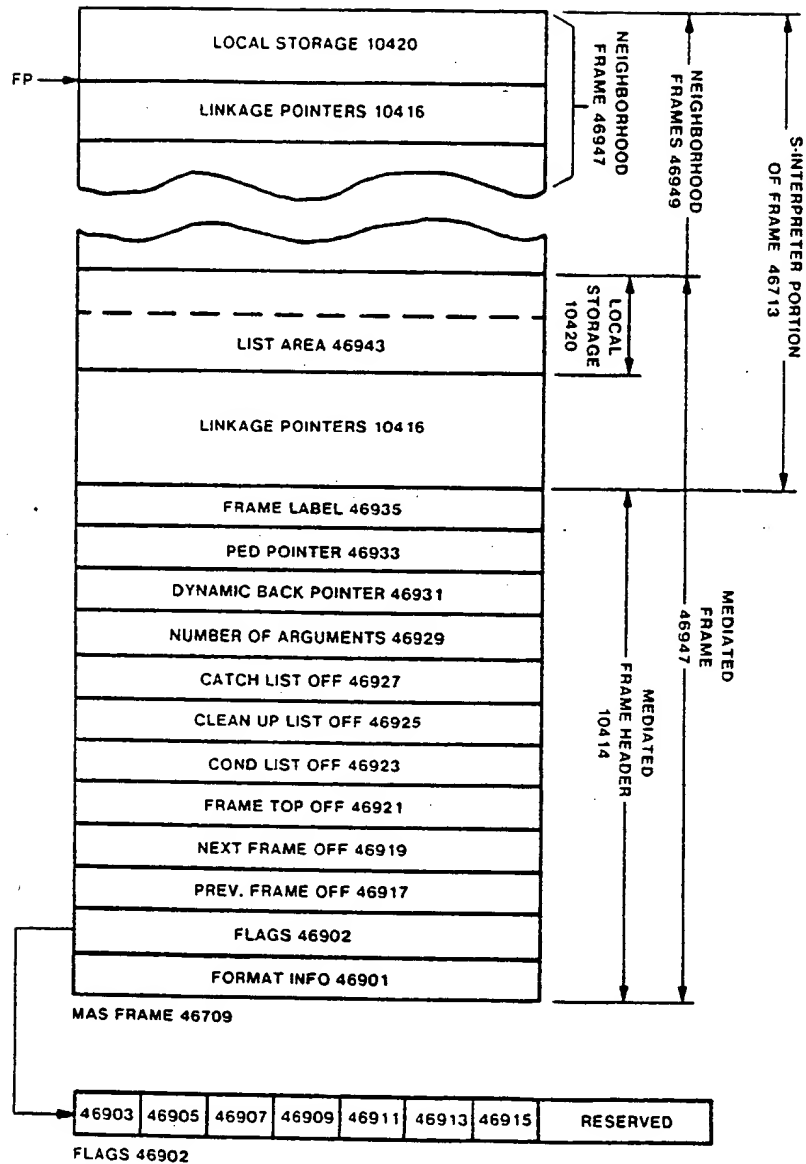 LOCAL STORAGE 10420
FP
LINKAGE POINTERS 10416
NEIGHBORHOOD
FRAME 46947
NEIGHBORHOOD
FRAMES 46949
S-INTERPRETER PORTION
OF FRAME 46713
LIST AREA 46943
LOCAL
STORAGE
10420
LINKAGE POINTERS 10416
FRAME LABEL 46935
PED POINTER 46933
DYNAMIC BACK POINTER 46931
NUMBER OF ARGUMENTS 46929
CATCH LIST OFF 46927
CLEAN UP LIST OFF 46925
COND LIST OFF 46923
FRAME TOP OFF 46921
NEXT FRAME OFF 46919
PREV. FRAME OFF 46917
FLAGS 46902
FORMAT INFO 46901
MEDIATED
FRAME HEADER
10414
MEDIATED
FRAME
46947
MAS FRAME 46709
46903 46905 46907 46909 46911 46913 46915 RESERVED
FLAGS 46902